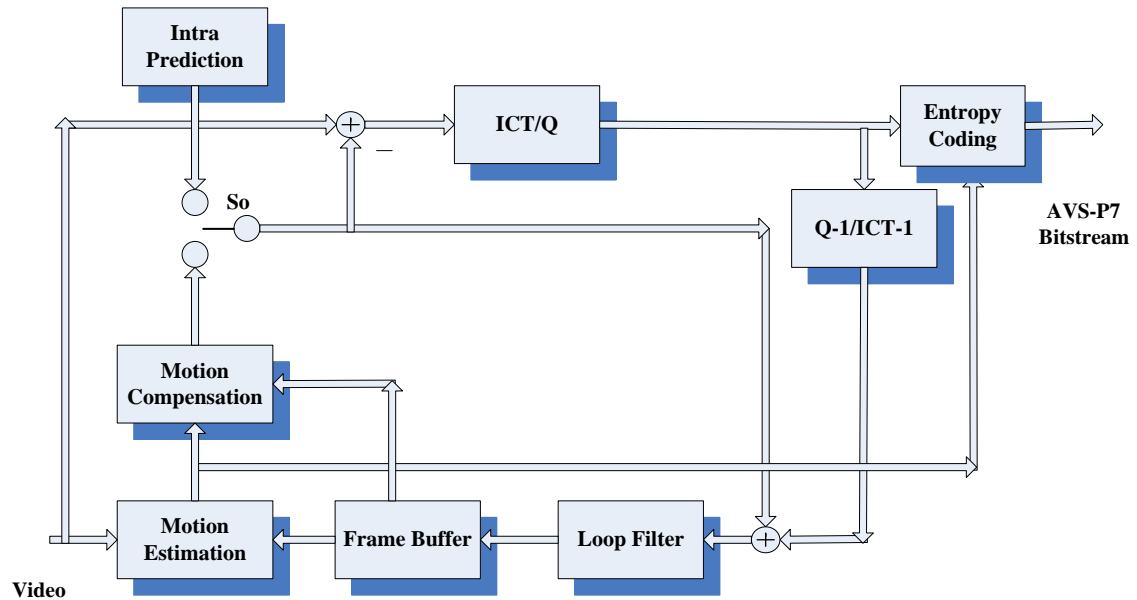 Intra
Prediction
ICT/Q
Entropy
Coding
+
—
So
Q-1/ICT-1
AVS-P7
Bitstream
Motion
Compensation
Motion
Estimation
Frame Buffer
Loop Filter
+
Video